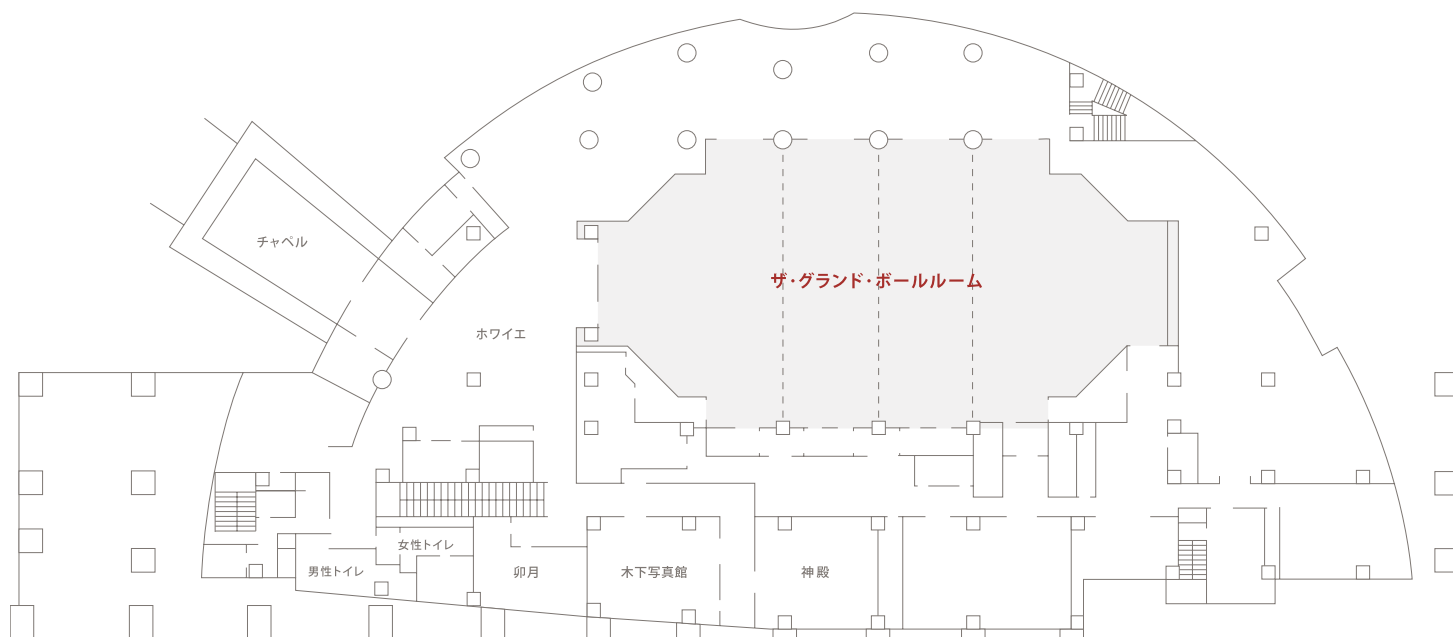 チャペル
ザ・グランド・ボールルーム
ホワイエ
女性トイレ
男性トイレ
卯月
木下写真館
神殿